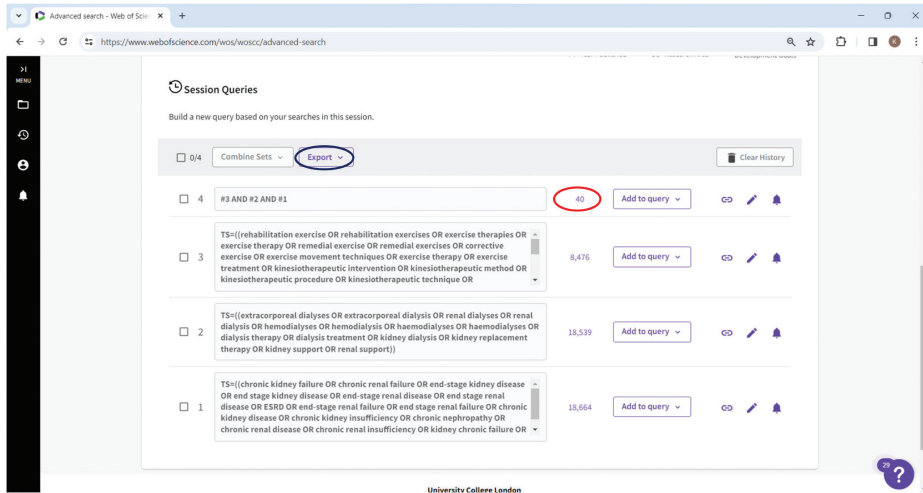 Advanced search - Web of Scie
https://www.webofscience.com/wos/woscc/advanced-search
MENU
Session Queries
Build a new query based on your searches in this session.
0/4 Combine Sets Export Clear History
4 #3 AND #2 AND #1 40 Add to query
TS=((rehabilitation exercise OR rehabilitation exercises OR exercise therapies OR
exercise therapy OR remedial exercise OR remedial exercises OR corrective
exercise OR exercise movement techniques OR exercise therapy OR exercise
3 treatment OR kinesiotherapeutic intervention OR kinesiotherapeutic method OR 8,476 Add to query
kinesiotherapeutic procedure OR kinesiotherapeutic technique OR
TS=((extracorporeal dialyses OR extracorporeal dialysis OR renal dialyses OR renal
dialysis OR hemodialyses OR hemodialysis OR haemodialyses OR haemodialyses OR
2 dialysis therapy OR dialysis treatment OR kidney dialysis OR kidney replacement 18,539 Add to query
therapy OR kidney support OR renal support))
TS=((chronic kidney failure OR chronic renal failure OR end-stage kidney disease
OR end stage kidney disease OR end-stage renal disease OR end stage renal
1 disease OR ESRD OR end-stage renal failure OR end stage renal failure OR chronic 18,664 Add to query
kidney disease OR chronic kidney insufficiency OR chronic nephropathy OR
chronic renal disease OR chronic renal insufficiency OR kidney chronic failure OR
29
?
University College London